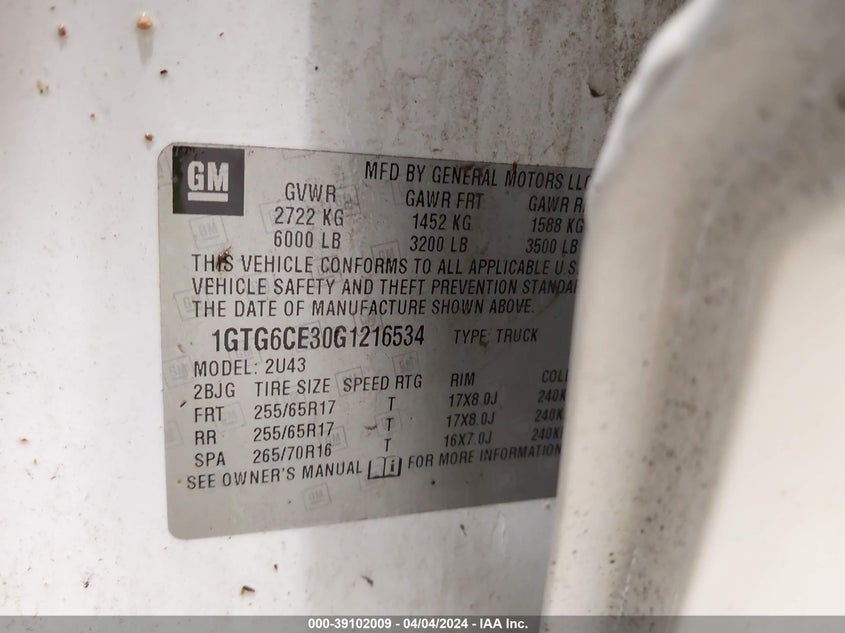 GM
MFD BY GENERAL MOTORS LLC
GVWR GAWR FRT GAWR
2722 KG 1452 KG 1588 KG
6000 LB 3200 LB 3500 LB
THIS VEHICLE CONFORMS TO ALL APPLICABLE U.S.
VEHICLE SAFETY AND THEFT PREVENTION
THE DATE OF MANUFACTURE SHOWN ABOVE.
1GTG6CE30G1216534 TYPE: TRUCK
MODEL: 2U43
2BJG TIRE SIZE SPEED RTG RIM
FRT 255/65R17 T 17X8.0J
RR 255/65R17 T 17X8.0J
SPA 265/70R16 T 16X7.0J
SEE OWNER'S MANUAL FOR MORE INFORMATION
000-39102009 - 04/04/2024 - IAA Inc.